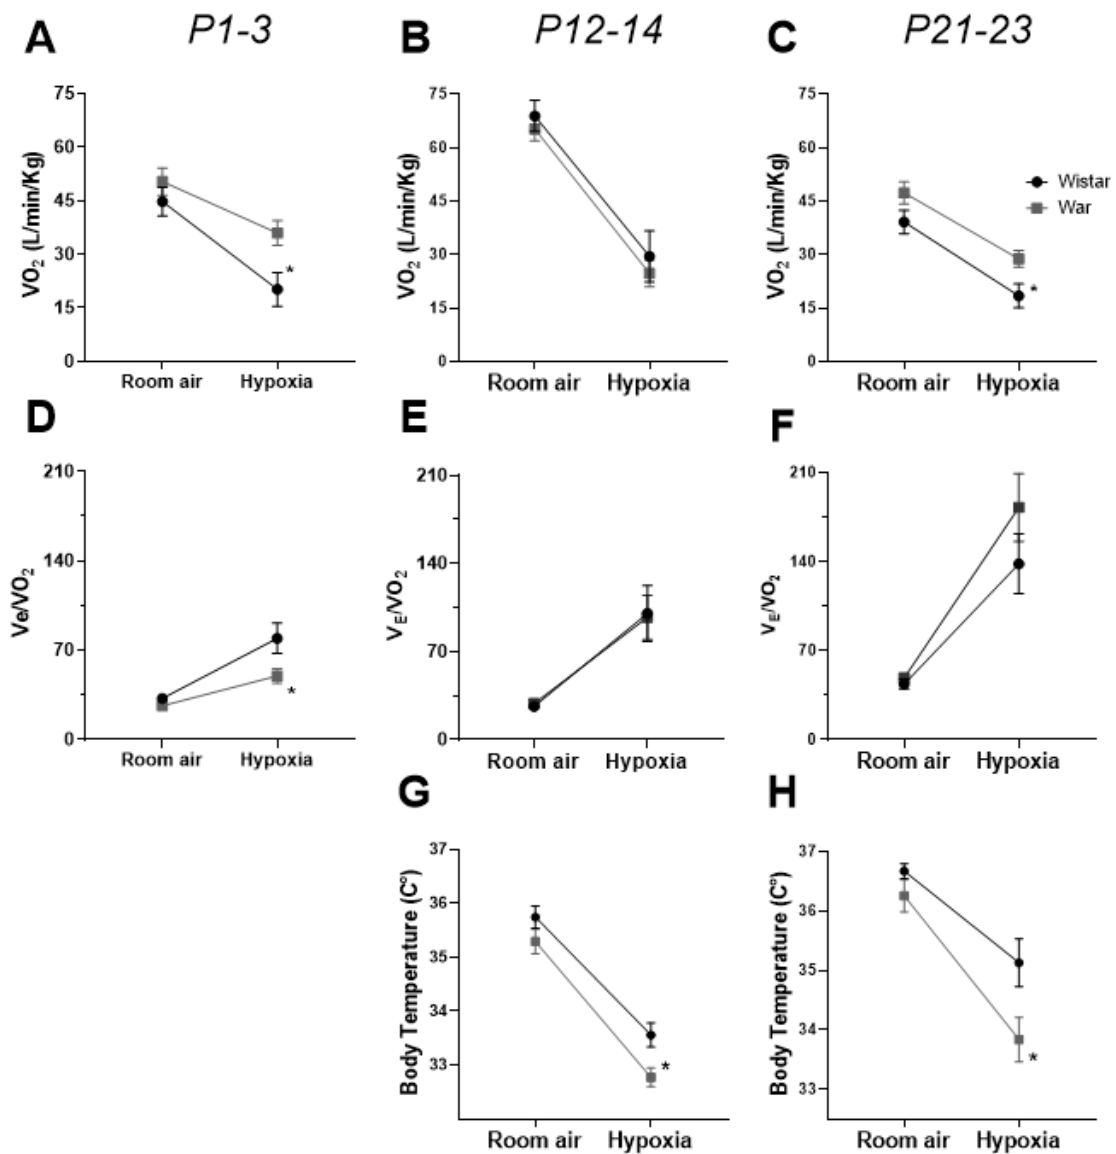 A P1-3 B P12-14 C P21-23
75 60 45 30 15 0
VO₂ (L/min/Kg)
Room air Hypoxia
75 60 45 30 15 0
VO₂ (L/min/Kg)
Room air Hypoxia
75 60 45 30 15 0
VO₂ (L/min/Kg)
Room air Hypoxia
Wistar
War
*
*
D E F
210 140 70 0
Ve/VO₂
Room air Hypoxia
*
210 140 70 0
V_E/VO₂
Room air Hypoxia
210 140 70 0
V_E/VO₂
Room air Hypoxia
G H
37 36 35 34 33
Body Temperature (C°)
Room air Hypoxia
*
37 36 35 34 33
Body Temperature (C°)
Room air Hypoxia
*